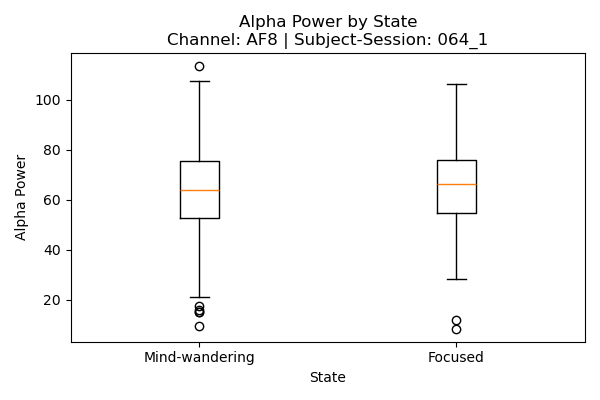 Alpha Power by State
Channel: AF8 | Subject-Session: 064_1
Alpha Power
100
80
60
40
20
Mind-wandering
Focused
State